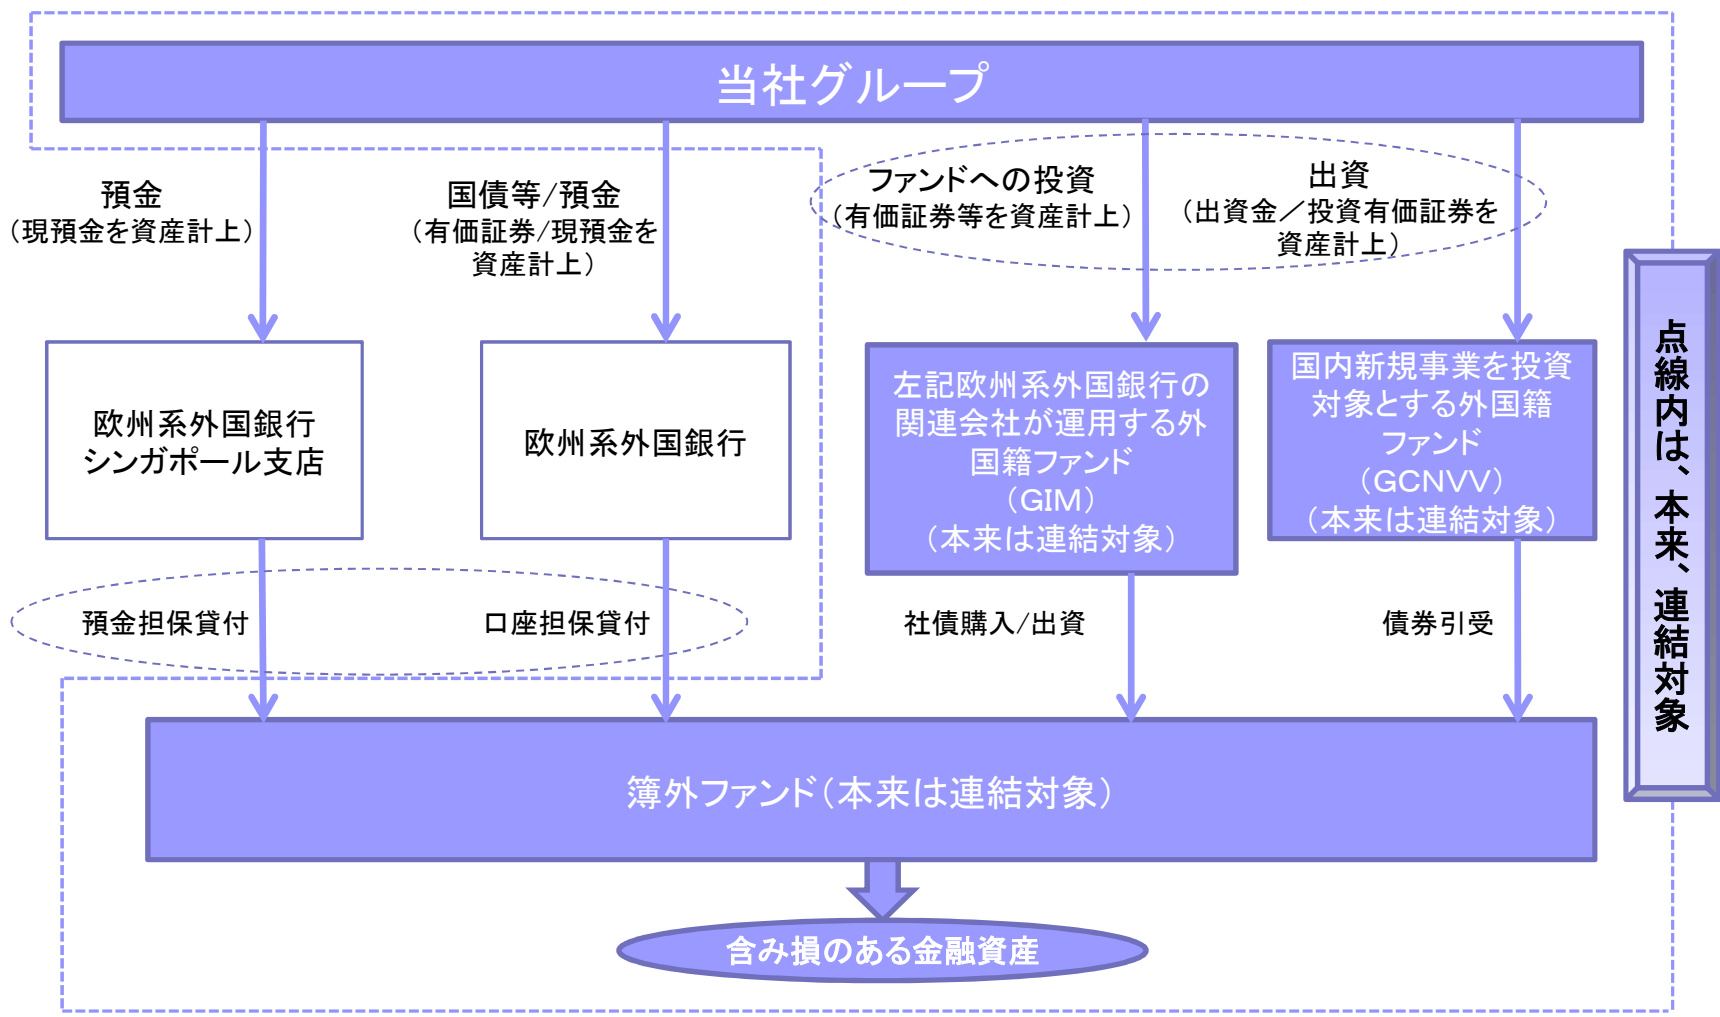 当社グループ
預金
（現預金を資産計上）
国債等/預金
（有価証券/現預金を
資産計上）
ファンドへの投資
（有価証券等を資産計上）
出資
（出資金／投資有価証券を
資産計上）
欧州系外国銀行
シンガポール支店
欧州系外国銀行
左記欧州系外国銀行の
関連会社が運用する外
国籍ファンド
（GIM）
（本来は連結対象）
国内新規事業を投資
対象とする外国籍
ファンド
（GCNVV）
（本来は連結対象）
預金担保貸付
口座担保貸付
社債購入/出資
債券引受
簿外ファンド（本来は連結対象）
含み損のある金融資産
点線内は、本来、連結対象